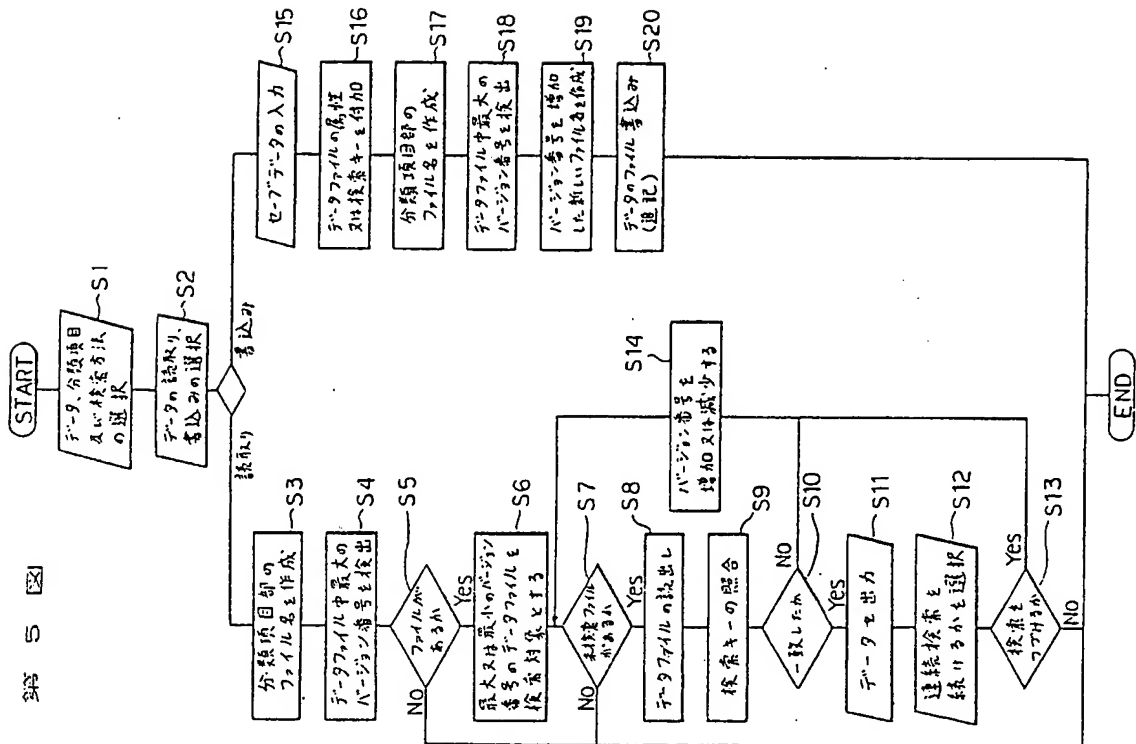 第 5 図
START
データ、分類項目
及び検索方法
の選択
S1
データの読取り、
書込みの選択
S2
読取り
書込み
分類項目部の
ファイル名を作成
S3
データファイル中最大の
バージョン番号を検出
S4
ファイルが
あるか
S5
No
Yes
最大又は最小のバージョン
番号のデータファイルを
検索対象とする
S6
未検索ファイル
があるか
S7
No
Yes
データファイルの読出し
S8
検索キーの照合
S9
一致したか
S10
No
Yes
データを出力
S11
連続検索を
続けるかを選択
S12
検索を
つづけるか
S13
Yes
No
バージョン番号を
増加又は減少する
S14
セーブデータの入力
S15
データファイルの属性
又は検索キーを付加
S16
分類項目部の
ファイル名を作成
S17
データファイル中最大の
バージョン番号を検出
S18
バージョン番号を増加
した新しいファイル名を作成
S19
データのファイル書込み
(追記)
S20
END